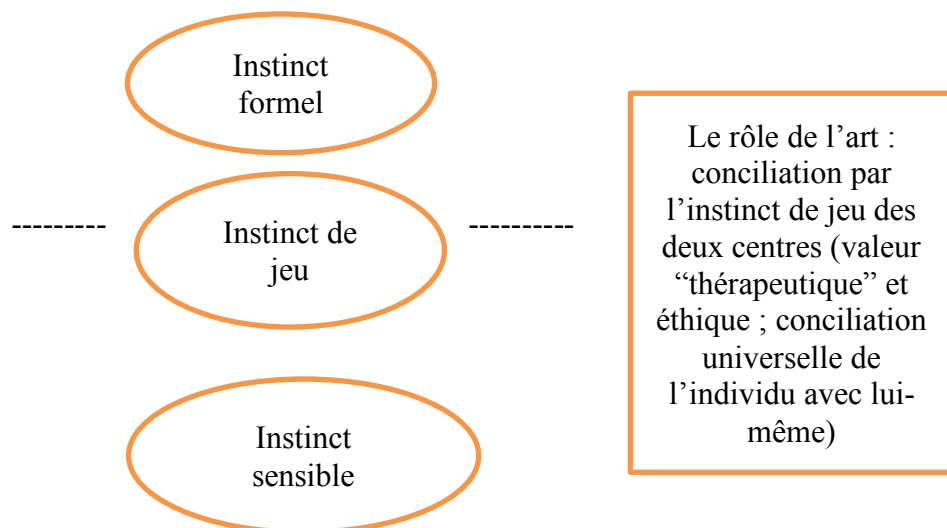 Instinct
formel
Le rôle de l’art :
conciliation par
l’instinct de jeu des
deux centres (valeur
“thérapeutique” et
éthique ; conciliation
universelle de
l’individu avec lui-
même)
--------- Instinct de ----------
jeu
Instinct
sensible